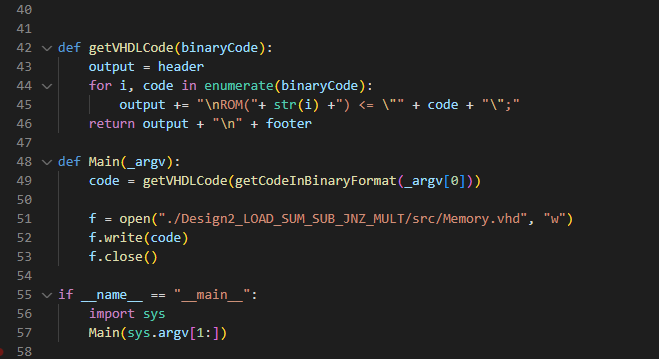 40
41
42 def getVHDLCode(binaryCode):
43     output = header
44     for i, code in enumerate(binaryCode):
45         output += "\nROM("+ str(i) +") <= \"" + code + "\";"
46     return output + "\n" + footer
47
48 def Main(_argv):
49     code = getVHDLCode(getCodeInBinaryFormat(_argv[0]))
50
51     f = open("./Design2_LOAD_SUM_SUB_JNZ_MULT/src/Memory.vhd", "w")
52     f.write(code)
53     f.close()
54
55 if __name__ == "__main__":
56     import sys
57     Main(sys.argv[1:])
58